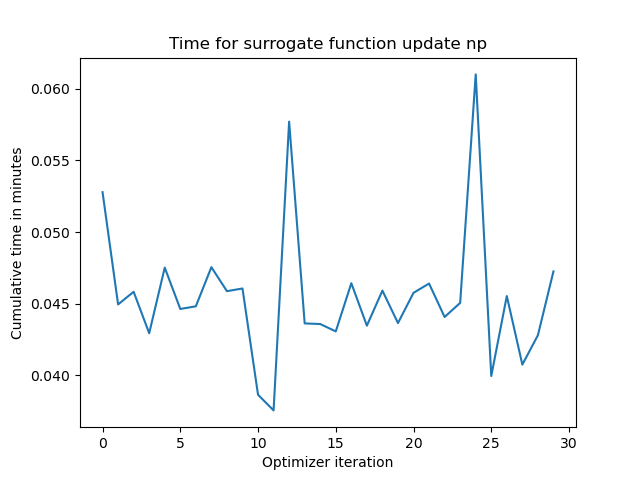 Time for surrogate function update np
0.060
0.055
0.050
0.045
0.040
Cumulative time in minutes
0 5 10 15 20 25 30
Optimizer iteration